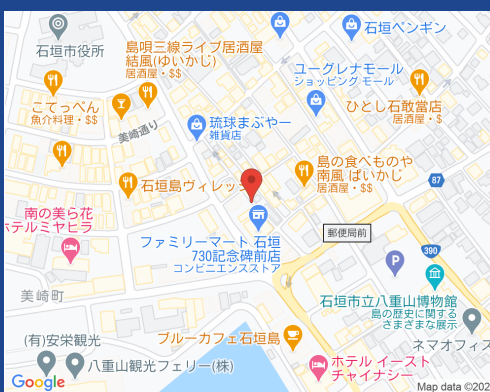 石垣市役所
島唄三線ライブ居酒屋
結風(ゆいかじ)
居酒屋・$$
石垣ペンギン
ユーグレナモール
ショッピング モール
こてっぺん
魚介料理・$$
美崎通り
琉球まぶやー
雑貨店
ひとし石敢當店
居酒屋・$
石垣島ヴィレッジ
島の食べものや
南風 ぱいかじ
居酒屋・$$
87
南の美ら花
ホテルミヤヒラ
ファミリーマート 石垣
730記念碑前店
コンビニエンスストア
郵便局前
390
P
美崎町
石垣市立八重山博物館
島の歴史に関する
さまざまな展示
(有)安栄観光
ブルーカフェ石垣島
ネマオフィス
八重山観光フェリー(株)
ホテル イースト
チャイナシー
Google
Map data ©202